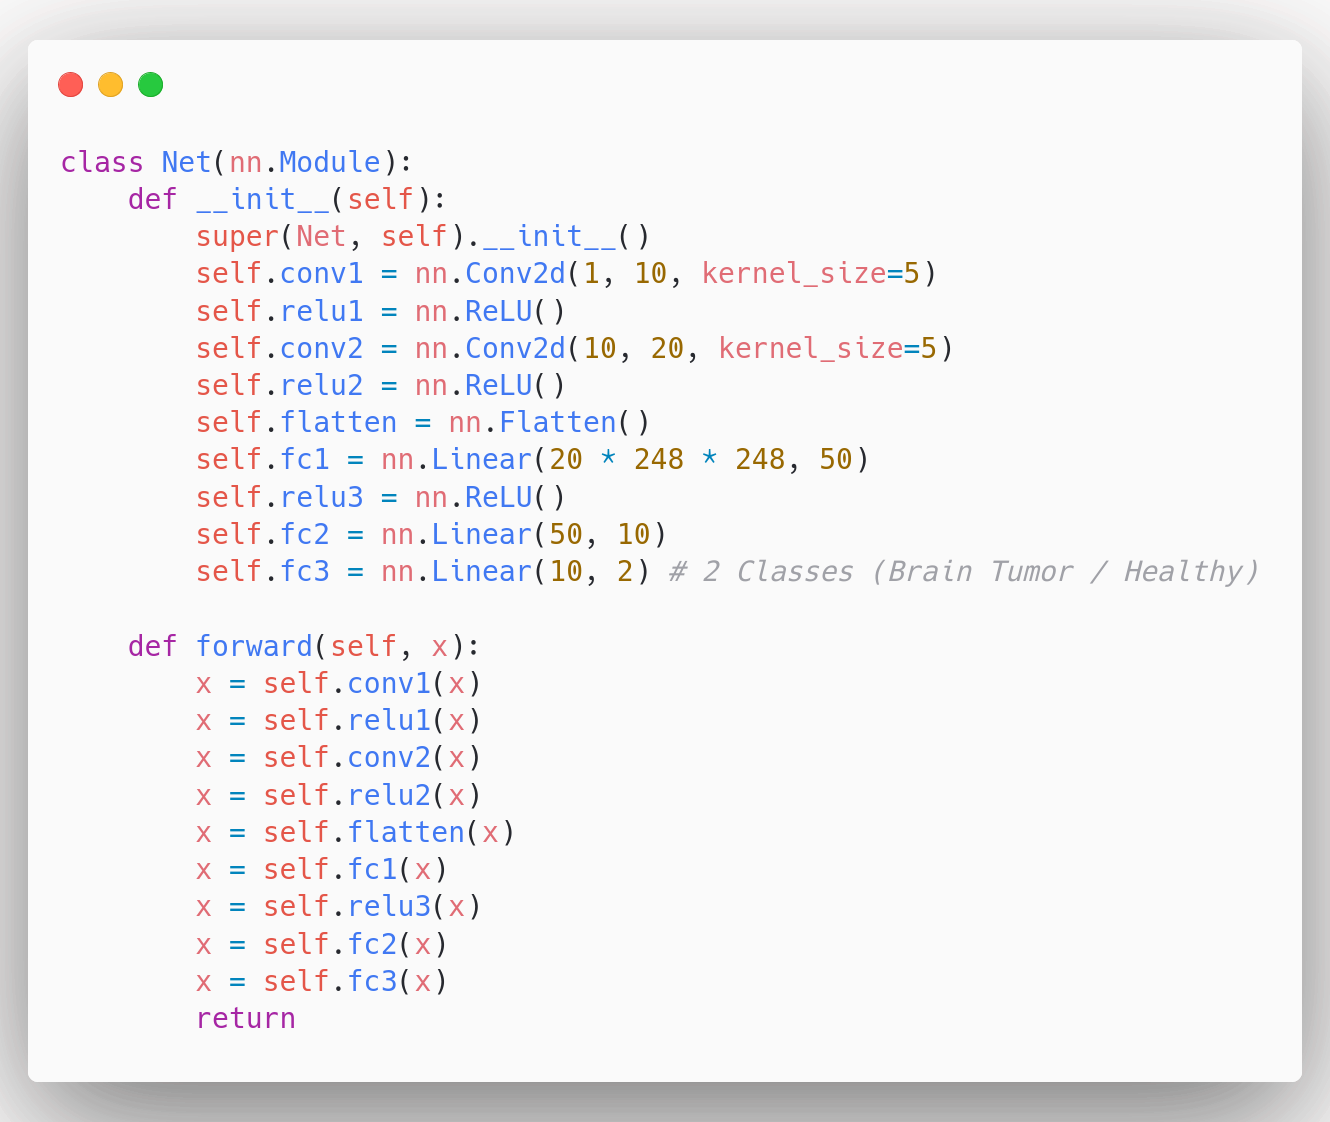 class Net(nn.Module):
    def __init__(self):
        super(Net, self).__init__()
        self.conv1 = nn.Conv2d(1, 10, kernel_size=5)
        self.relu1 = nn.ReLU()
        self.conv2 = nn.Conv2d(10, 20, kernel_size=5)
        self.relu2 = nn.ReLU()
        self.flatten = nn.Flatten()
        self.fc1 = nn.Linear(20 * 248 * 248, 50)
        self.relu3 = nn.ReLU()
        self.fc2 = nn.Linear(50, 10)
        self.fc3 = nn.Linear(10, 2) # 2 Classes (Brain Tumor / Healthy)

    def forward(self, x):
        x = self.conv1(x)
        x = self.relu1(x)
        x = self.conv2(x)
        x = self.relu2(x)
        x = self.flatten(x)
        x = self.fc1(x)
        x = self.relu3(x)
        x = self.fc2(x)
        x = self.fc3(x)
        return